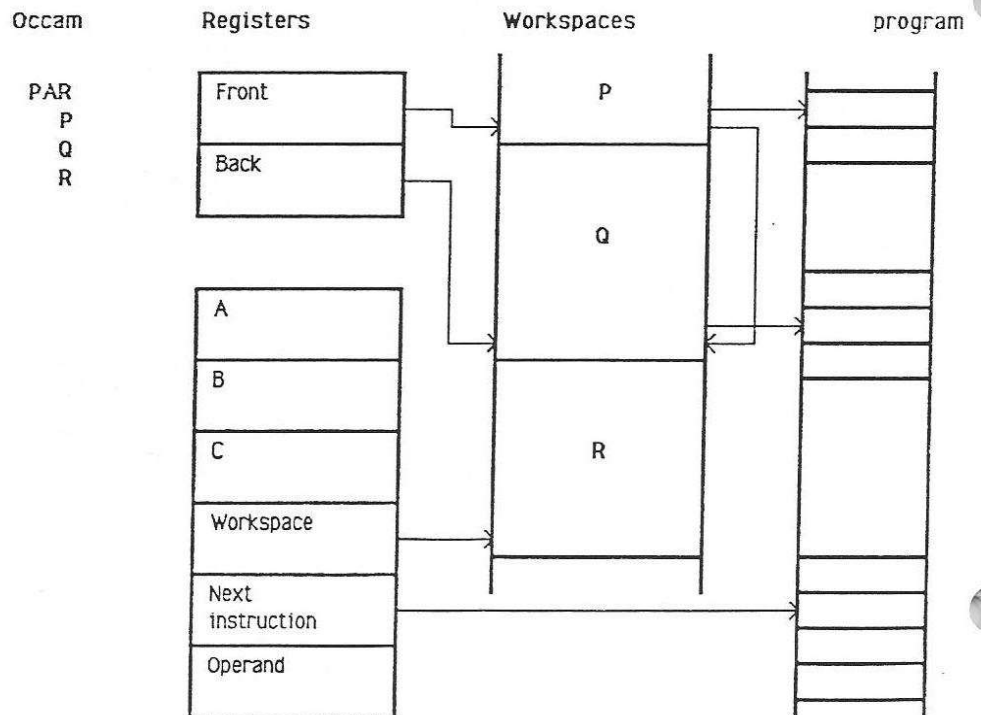 Occam Registers Workspaces program
PAR
P
Q
R
Front
Back
A
B
C
Workspace
Next
instruction
Operand
P
Q
R